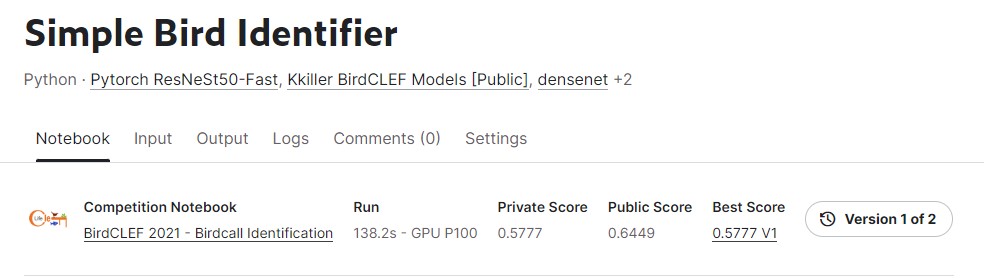 Simple Bird Identifier
Python · Pytorch ResNeSt50-Fast, Kkiller BirdCLEF Models [Public], densenet +2
Notebook Input Output Logs Comments (0) Settings
Competition Notebook Run Private Score Public Score Best Score
BirdCLEF 2021 - Birdcall Identification 138.2s - GPU P100 0.5777 0.6449 0.5777 V1
Version 1 of 2